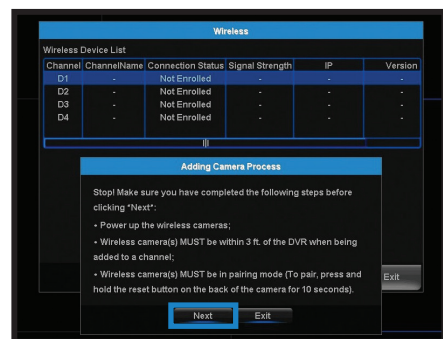 Wireless
Wireless Device List
Channel ChannelName Connection Status Signal Strength IP Version
D1 - Not Enrolled - - -
D2 - Not Enrolled - - -
D3 - Not Enrolled - - -
D4 - Not Enrolled - - -
Adding Camera Process
Stop! Make sure you have completed the following steps before
clicking "Next":
• Power up the wireless cameras;
• Wireless camera(s) MUST be within 3 ft. of the DVR when being
added to a channel;
• Wireless camera(s) MUST be in pairing mode (To pair, press and
hold the reset button on the back of the camera for 10 seconds).
Exit
Next Exit